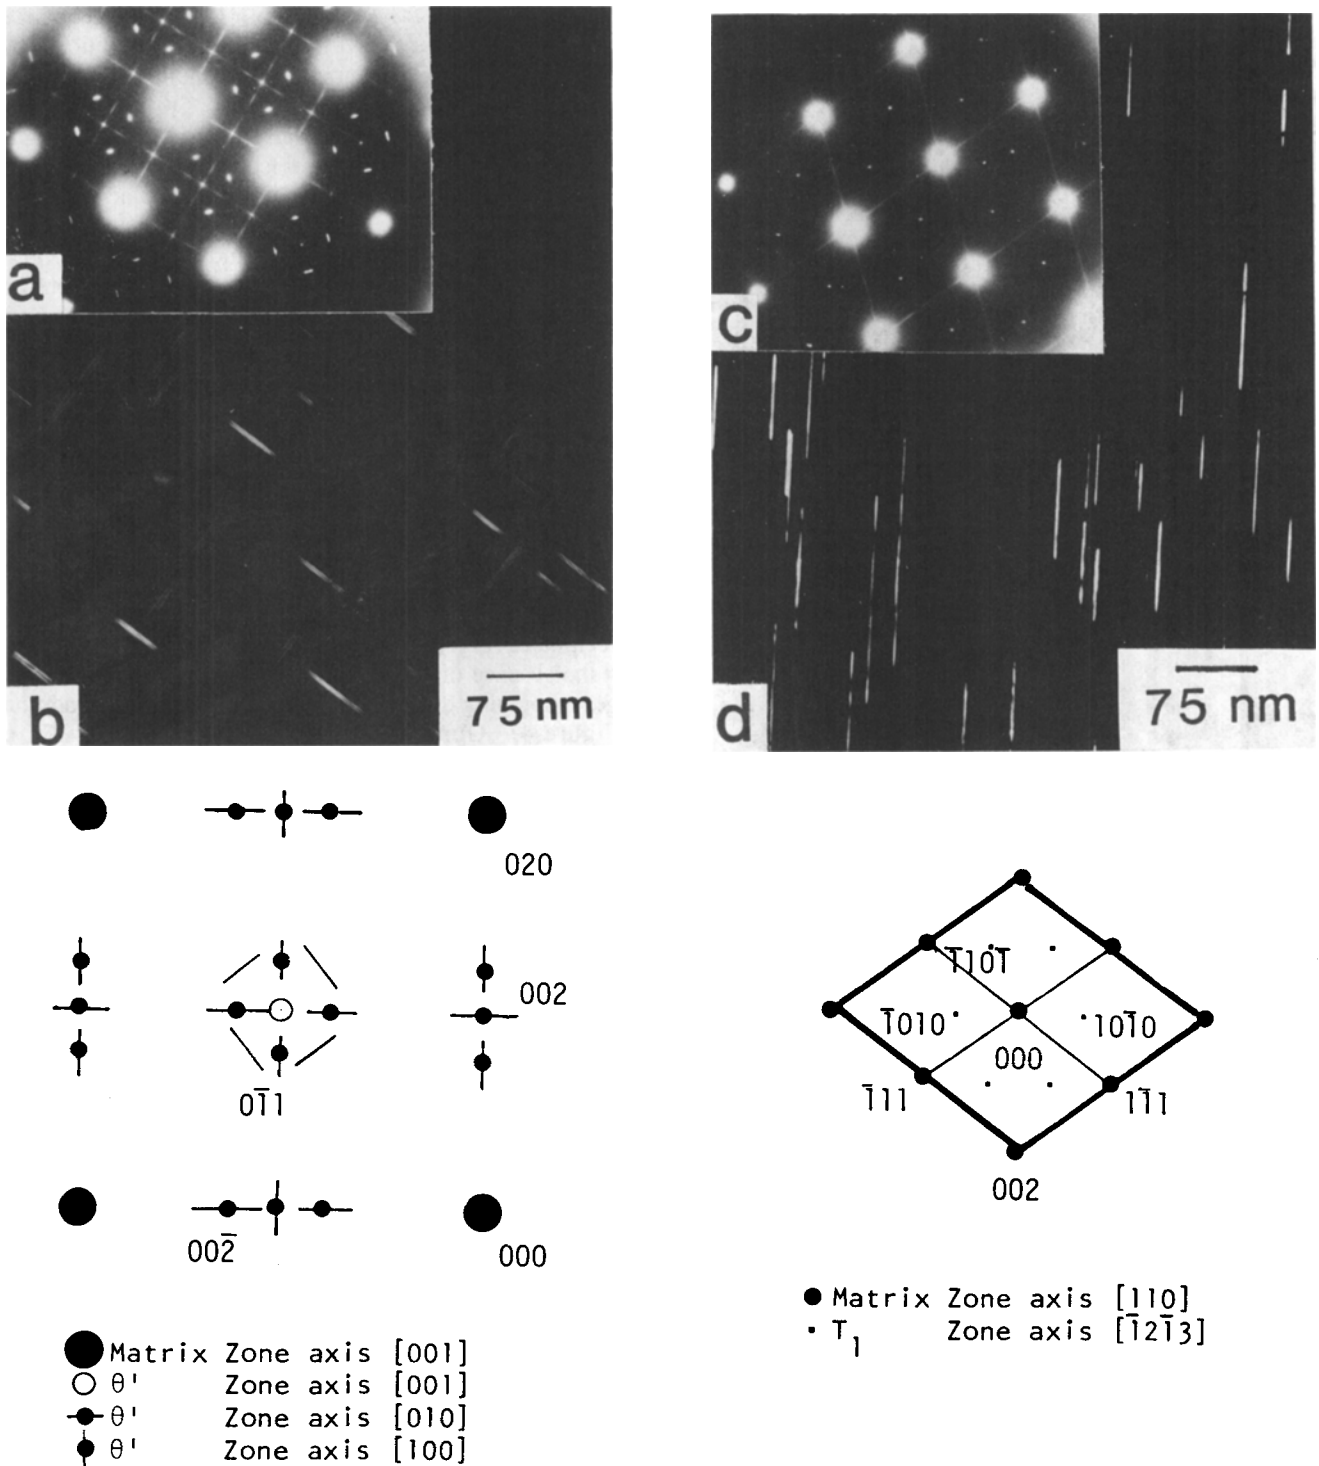 a
c
b
75 nm
d
75 nm
020
002
01̅1
002̅
000
Matrix Zone axis [001]
θ' Zone axis [001]
θ' Zone axis [010]
θ' Zone axis [100]
1̅101̅
1̅010
101̅0
000
1̅11
11̅1
002
Matrix Zone axis [110]
T₁ Zone axis [1̅21̅3]